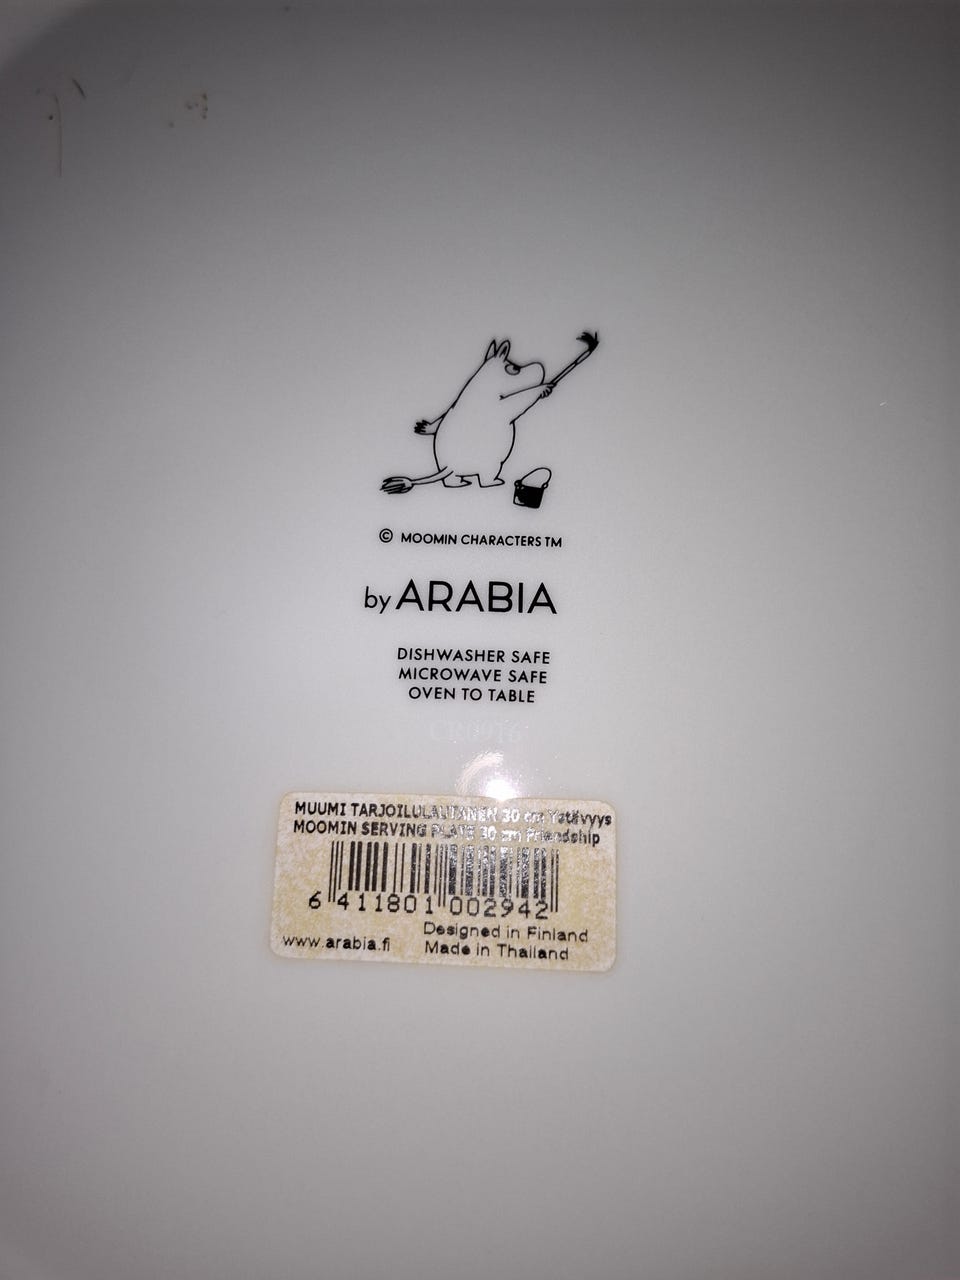 © MOOMIN CHARACTERS TM
by ARABIA
DISHWASHER SAFE
MICROWAVE SAFE
OVEN TO TABLE
MUUMI TARJOILULAUTANEN 30 cm Ystävyys
MOOMIN SERVING PLATE 30 cm Friendship
6 411801 002942
www.arabia.fi
Designed in Finland
Made in Thailand